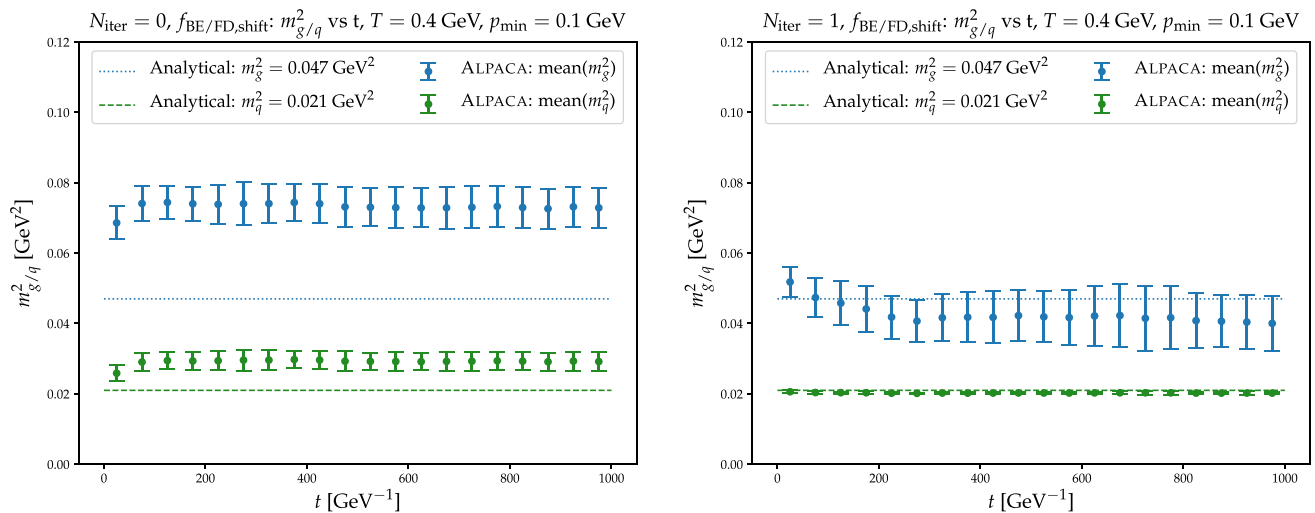 N_iter = 0, f_BE/FD,shift: m²_g/q vs t, T = 0.4 GeV, p_min = 0.1 GeV
0.12
0.10
0.08
0.06
0.04
0.02
0.00
m²_g/q [GeV²]
Analytical: m²_g = 0.047 GeV²
Analytical: m²_q = 0.021 GeV²
ALPACA: mean(m²_g)
ALPACA: mean(m²_q)
0 200 400 600 800 1000
t [GeV⁻¹]
N_iter = 1, f_BE/FD,shift: m²_g/q vs t, T = 0.4 GeV, p_min = 0.1 GeV
0.12
0.10
0.08
0.06
0.04
0.02
0.00
m²_g/q [GeV²]
Analytical: m²_g = 0.047 GeV²
Analytical: m²_q = 0.021 GeV²
ALPACA: mean(m²_g)
ALPACA: mean(m²_q)
0 200 400 600 800 1000
t [GeV⁻¹]